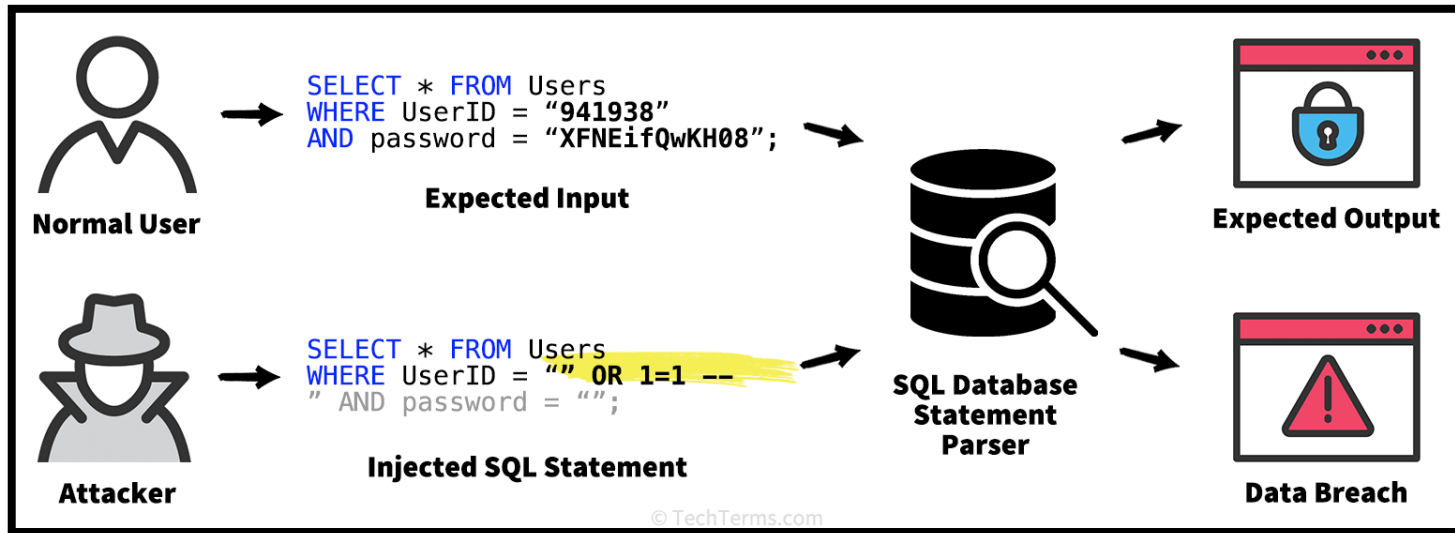 SELECT * FROM Users
WHERE UserID = “941938”
AND password = “XFNEifQwKH08”;
Expected Input
Normal User
Expected Output
SELECT * FROM Users
WHERE UserID = “” OR 1=1 --
” AND password = “”;
Injected SQL Statement
Attacker
SQL Database
Statement
Parser
Data Breach
© TechTerms.com